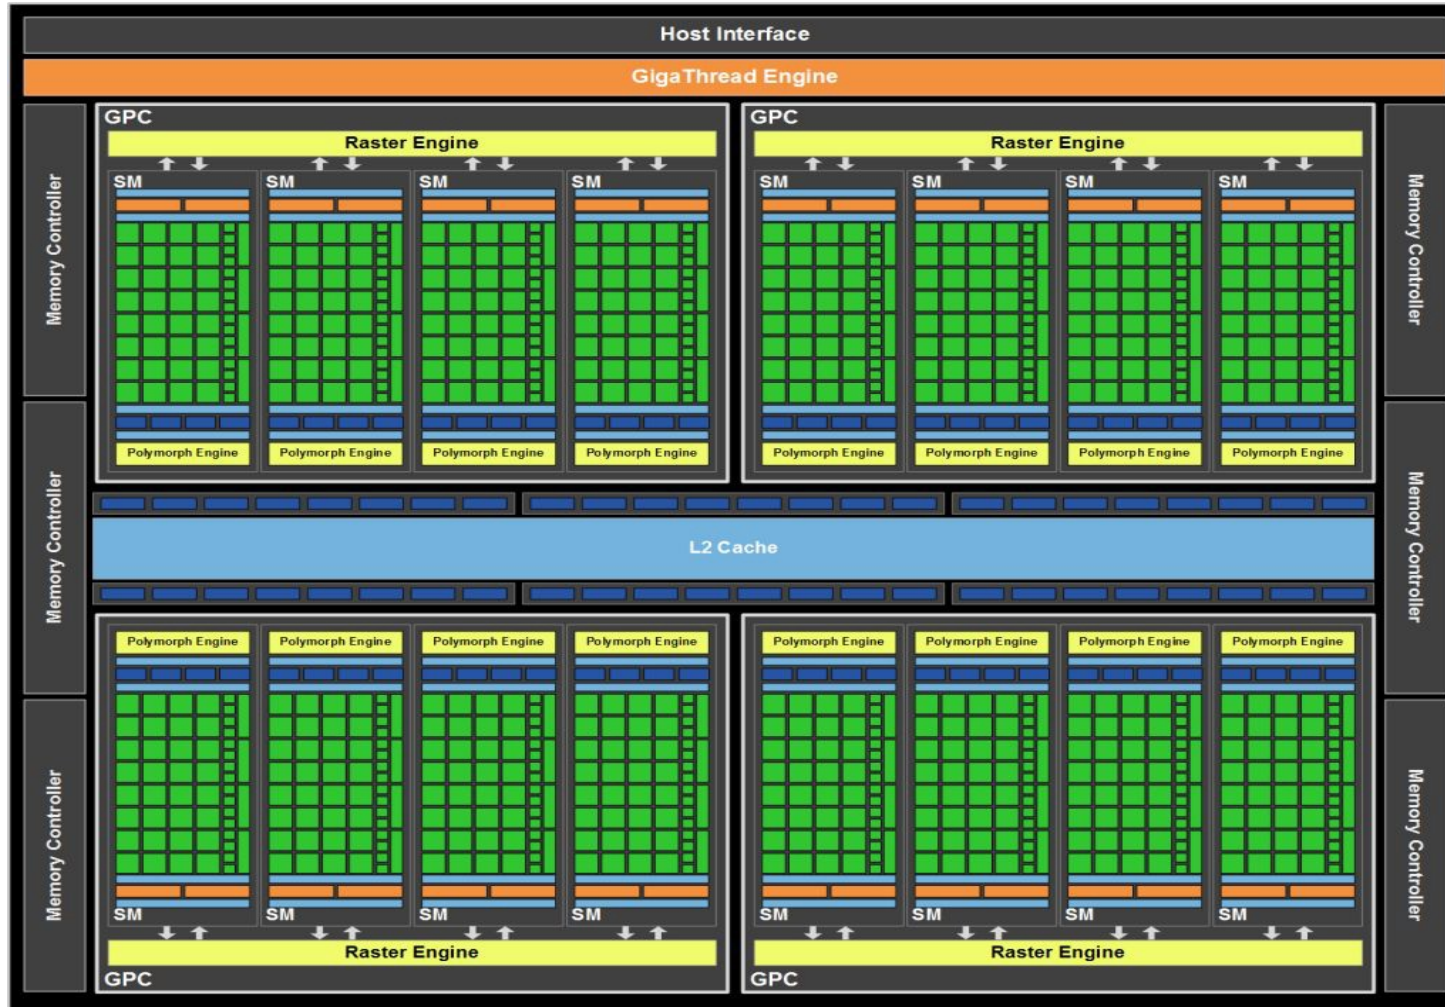 Host Interface
GigaThread Engine
Memory Controller
GPC
Raster Engine
SM SM SM SM
Polymorph Engine Polymorph Engine Polymorph Engine Polymorph Engine
GPC
Raster Engine
SM SM SM SM
Polymorph Engine Polymorph Engine Polymorph Engine Polymorph Engine
Memory Controller
Memory Controller
L2 Cache
Memory Controller
Memory Controller
Polymorph Engine Polymorph Engine Polymorph Engine Polymorph Engine
SM SM SM SM
Raster Engine
GPC
Polymorph Engine Polymorph Engine Polymorph Engine Polymorph Engine
SM SM SM SM
Raster Engine
GPC
Memory Controller